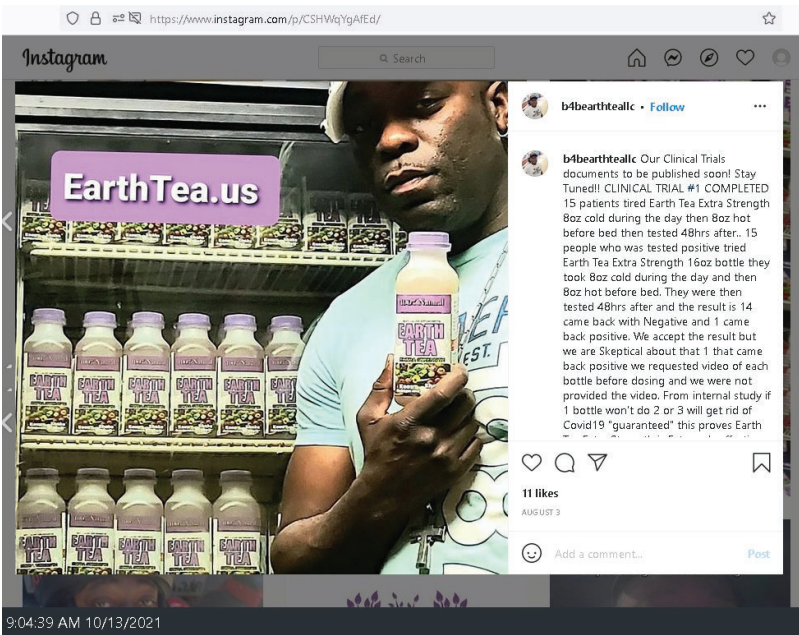 https://www.instagram.com/p/CSHWqYgAfEd/
Instagram
Search
EarthTea.us
b4bearthteallc • Follow
b4bearthteallc Our Clinical Trials
documents to be published soon! Stay
Tuned!! CLINICAL TRIAL #1 COMPLETED
15 patients tired Earth Tea Extra Strength
8oz cold during the day then 8oz hot
before bed then tested 48hrs after.. 15
people who was tested positive tried
Earth Tea Extra Strength 16oz bottle they
took 8oz cold during the day and then
8oz hot before bed. They were then
tested 48hrs after and the result is 14
came back with Negative and 1 came
back positive. We accept the result but
we are Skeptical about that 1 that came
back positive we requested video of each
bottle before dosing and we were not
provided the video. From internal study if
1 bottle won't do 2 or 3 will get rid of
Covid19 "guaranteed" this proves Earth
100% Natural
EARTH
TEA
EST.
11 likes
AUGUST 3
Add a comment...
Post
9:04:39 AM 10/13/2021